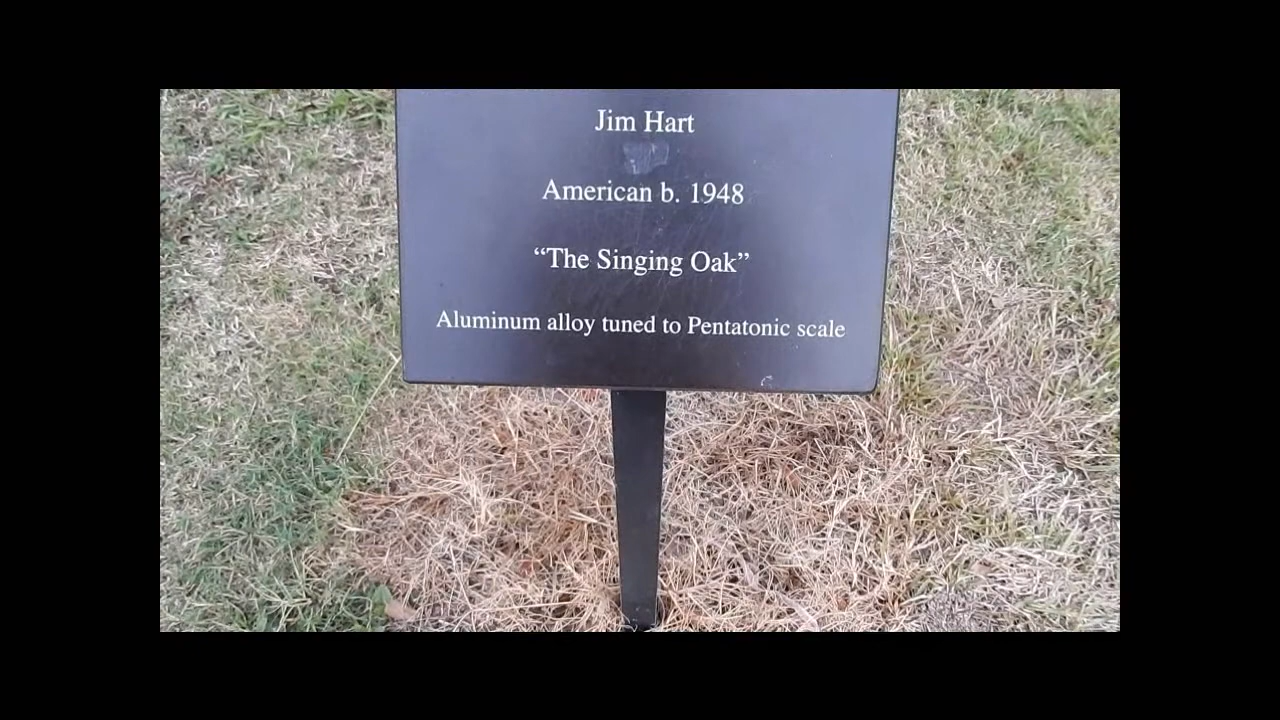 Jim Hart
American b. 1948
“The Singing Oak”
Aluminum alloy tuned to Pentatonic scale